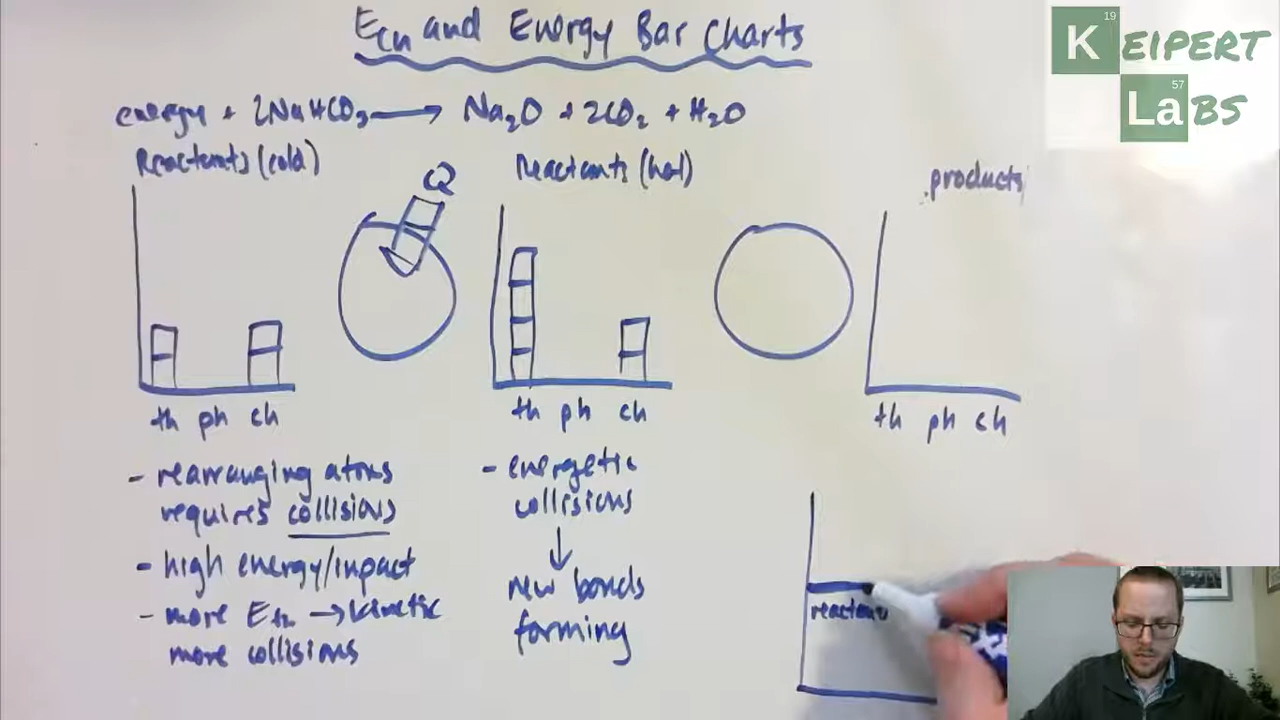 Ech and Energy Bar Charts
19
57
KEIPERT
LABS
energy + 2NaHCO3 → Na2O + 2CO2 + H2O
Reactants (cold)
Q
Reactants (hot)
products
th ph ch
th ph ch
th ph ch
- rearranging atoms
requires collisions
- high energy/impact
- more Eth → kinetic
more collisions
- energetic
collisions
↓
new bonds
forming